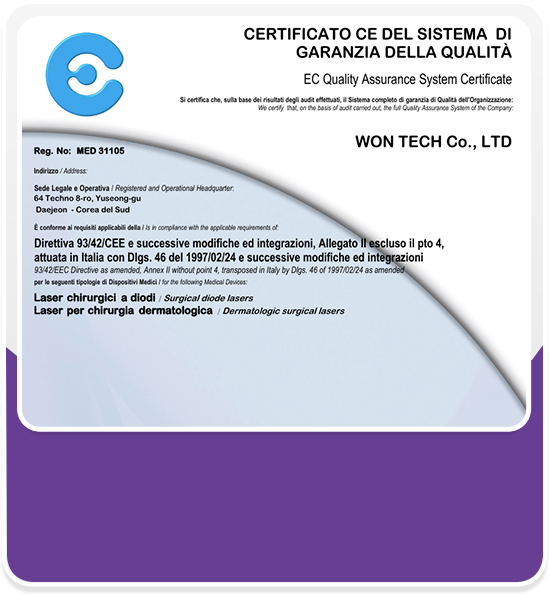 CERTIFICATO CE DEL SISTEMA DI
GARANZIA DELLA QUALITÀ
EC Quality Assurance System Certificate
Si certifica che, sulla base dei risultati degli audit effettuati, il Sistema completo di garanzia di Qualità dell'Organizzazione:
We certify that, on the basis of audit carried out, the full Quality Assurance System of the Company:
WON TECH Co., LTD
Reg. No: MED 31105
Indirizzo / Address:
Sede Legale e Operativa / Registered and Operational Headquarter:
64 Techno 8-ro, Yuseong-gu
Daejeon - Corea del Sud
È conforme ai requisiti applicabili della / Is in compliance with the applicable requirements of:
Direttiva 93/42/CEE e successive modifiche ed integrazioni, Allegato II escluso il pto 4,
attuata in Italia con Dlgs. 46 del 1997/02/24 e successive modifiche ed integrazioni
93/42/EEC Directive as amended, Annex II without point 4, transposed in Italy by Dlgs. 46 of 1997/02/24 as amended
per le seguenti tipologie di Dispositivi Medici / for the following Medical Devices:
Laser chirurgici a diodi / Surgical diode lasers
Laser per chirurgia dermatologica / Dermatologic surgical lasers